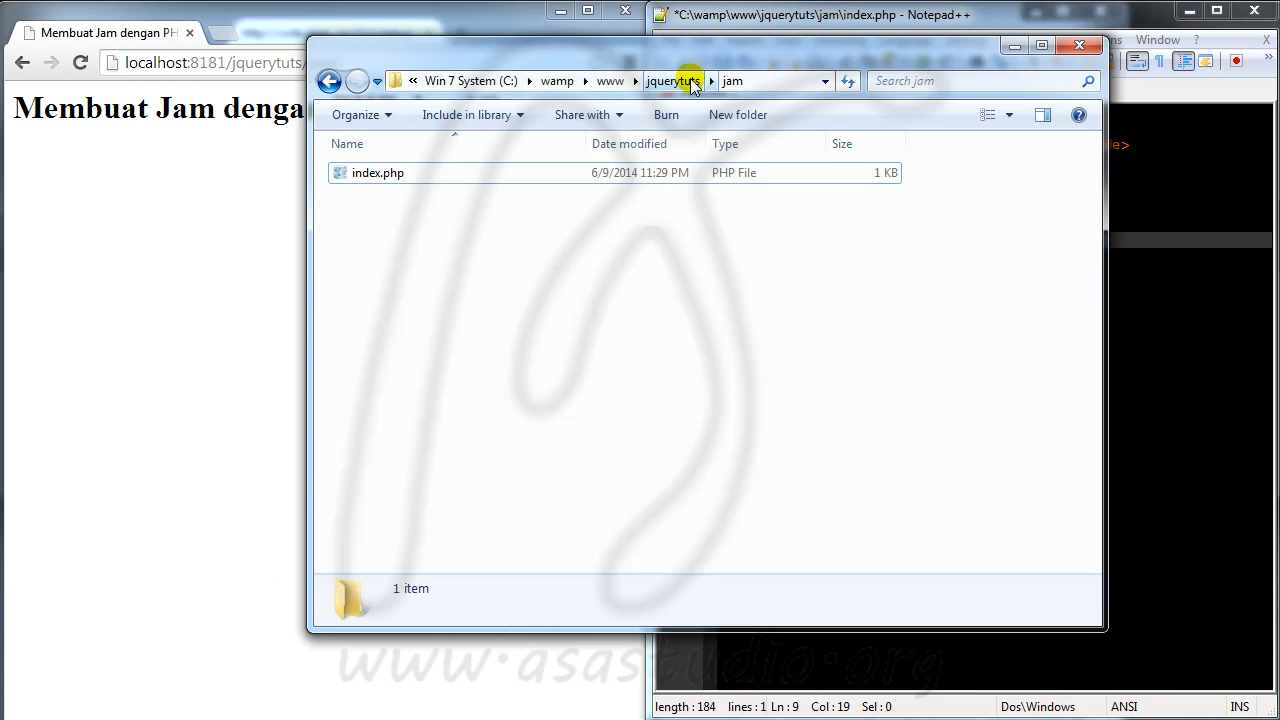 Membuat Jam dengan PH
*C:\wamp\www\jquerytuts\jam\index.php - Notepad++
localhost:8181/jquerytuts/
Window ? X
Win 7 System (C:) wamp www jquerytuts jam
Search jam
Organize Include in library Share with Burn New folder
Membuat Jam denga
Name Date modified Type Size
index.php 6/9/2014 11:29 PM PHP File 1 KB
1 item
www.asastudio.org
length : 184 lines : 1 Ln : 9 Col : 19 Sel : 0 Dos\Windows ANSI INS